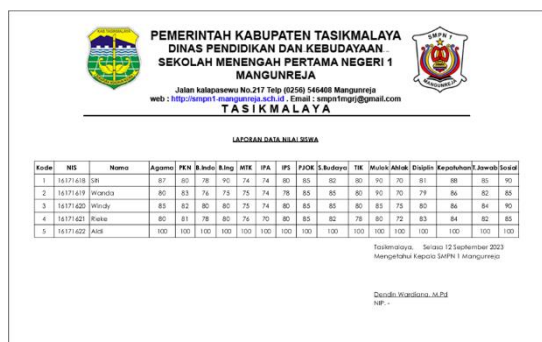 PEMERINTAH KABUPATEN TASIKMALAYA
DINAS PENDIDIKAN DAN KEBUDAYAAN
SEKOLAH MENENGAH PERTAMA NEGERI 1
MANGUNREJA
Jalan kalapasewu No.217 Telp (0256) 546408 Mangunreja
web : http://smpn1-mangunreja.sch.id . Email : smpn1mgrj@gmail.com
TASIKMALAYA
SMPN 1
MANGUNREJA
LAPORAN DATA NILAI SISWA
Kode NIS Nama Agama PKN B.Indo B.Ing MTK IPA IPS PJOK S.Budaya TIK Mulok Ahlak Disiplin Kepatuhan T.Jawab Sosial
1 16171618 Siti 87 80 78 90 74 74 80 85 82 80 90 70 81 88 85 90
2 16171619 Wanda 80 83 76 75 75 74 78 85 85 80 90 70 79 86 82 85
3 16171620 Windy 85 82 80 80 75 74 80 85 85 80 85 75 80 86 84 90
4 16171621 Rieke 80 81 78 80 76 70 80 85 82 78 80 72 83 84 82 85
5 16171622 Aldi 100 100 100 100 100 100 100 100 100 100 100 100 100 100 100 100
Tasikmalaya, Selasa 12 September 2023
Mengetahui Kepala SMPN 1 Mangunreja
Dendin Wardiana, M.Pd
NIP. -